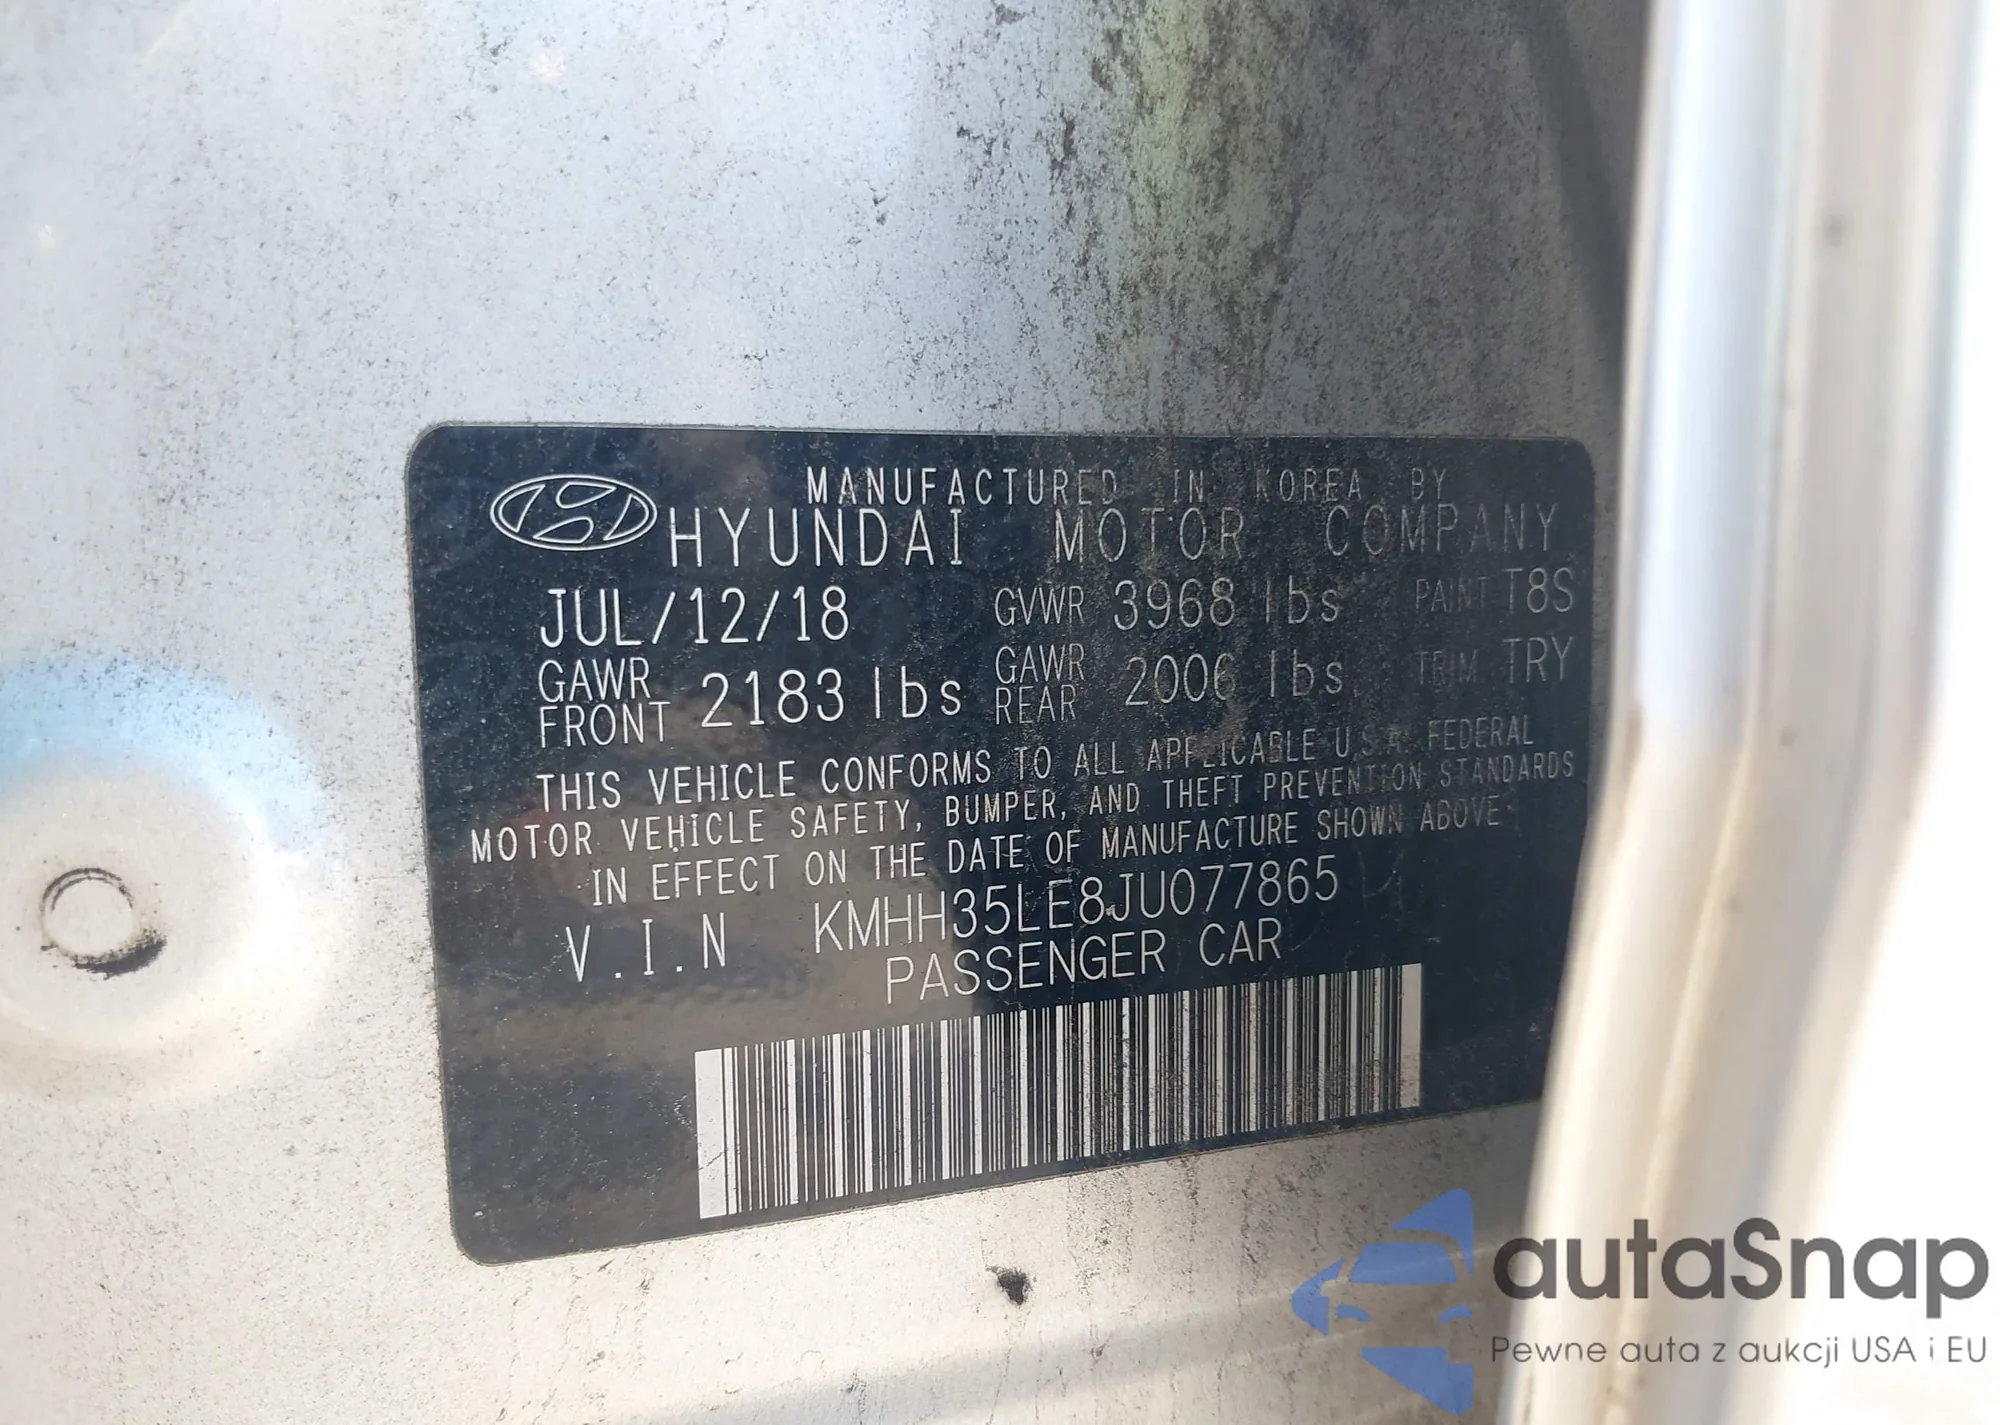 MANUFACTURED IN KOREA BY
HYUNDAI MOTOR COMPANY
JUL/12/18 GVWR 3968 lbs PAINT T8S
GAWR FRONT 2183 lbs GAWR REAR 2006 lbs TRIM TRY
THIS VEHICLE CONFORMS TO ALL APPLICABLE U.S.A. FEDERAL
MOTOR VEHICLE SAFETY, BUMPER, AND THEFT PREVENTION STANDARDS
IN EFFECT ON THE DATE OF MANUFACTURE SHOWN ABOVE
V.I.N KMHH35LE8JU077865
PASSENGER CAR
autaSnap
Pewne auta z aukcji USA i EU